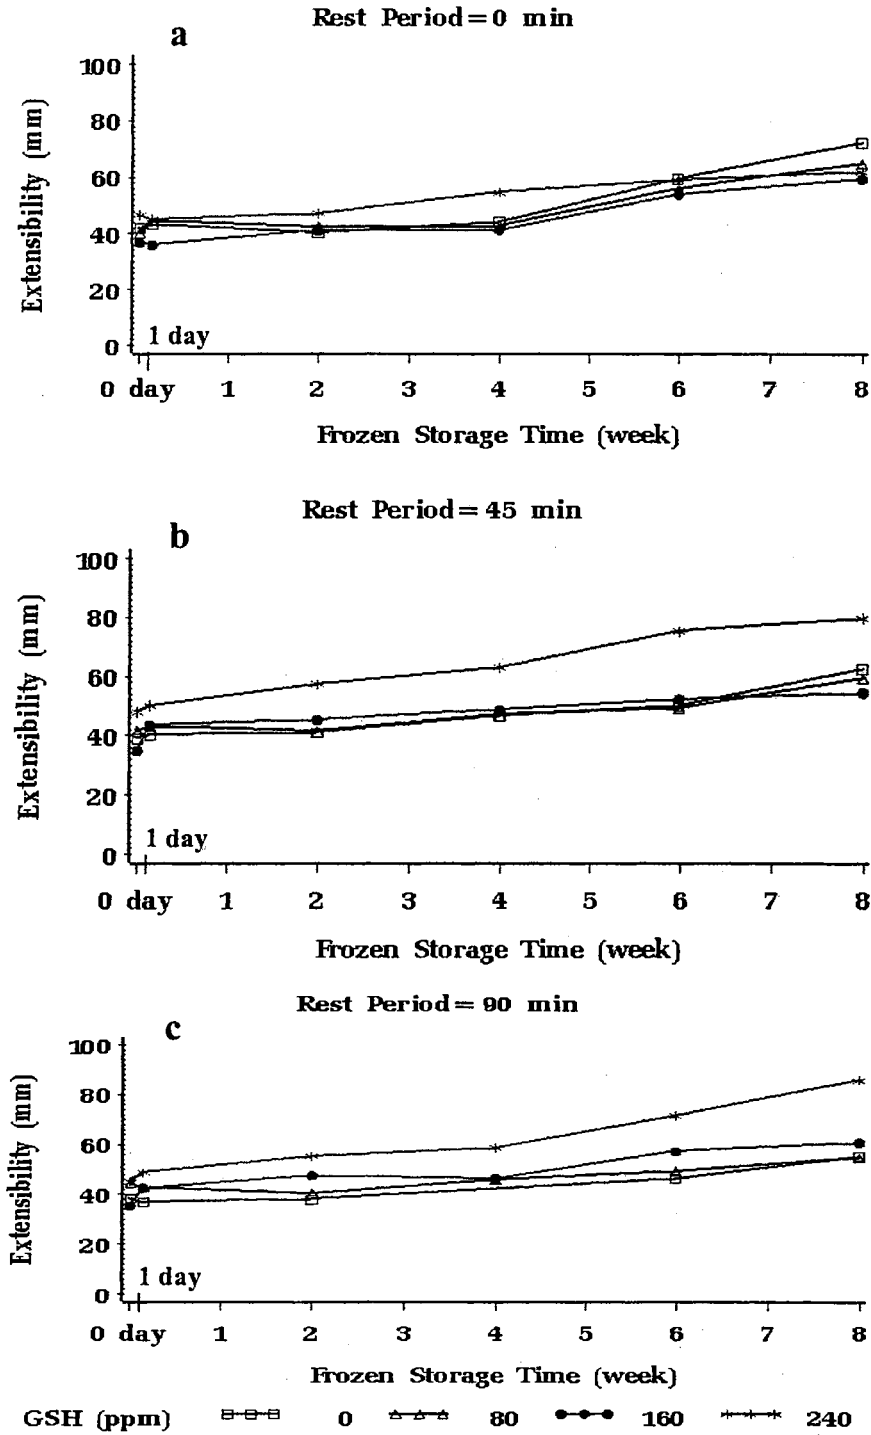 Rest Period=0 min
a
100
80
60
40
20
0
Extensibility (mm)
1 day
0 day 1 2 3 4 5 6 7 8
Frozen Storage Time (week)
Rest Period=45 min
b
100
80
60
40
20
0
Extensibility (mm)
1 day
0 day 1 2 3 4 5 6 7 8
Frozen Storage Time (week)
Rest Period=90 min
c
100
80
60
40
20
0
Extensibility (mm)
1 day
0 day 1 2 3 4 5 6 7 8
Frozen Storage Time (week)
GSH (ppm) 0 80 160 240